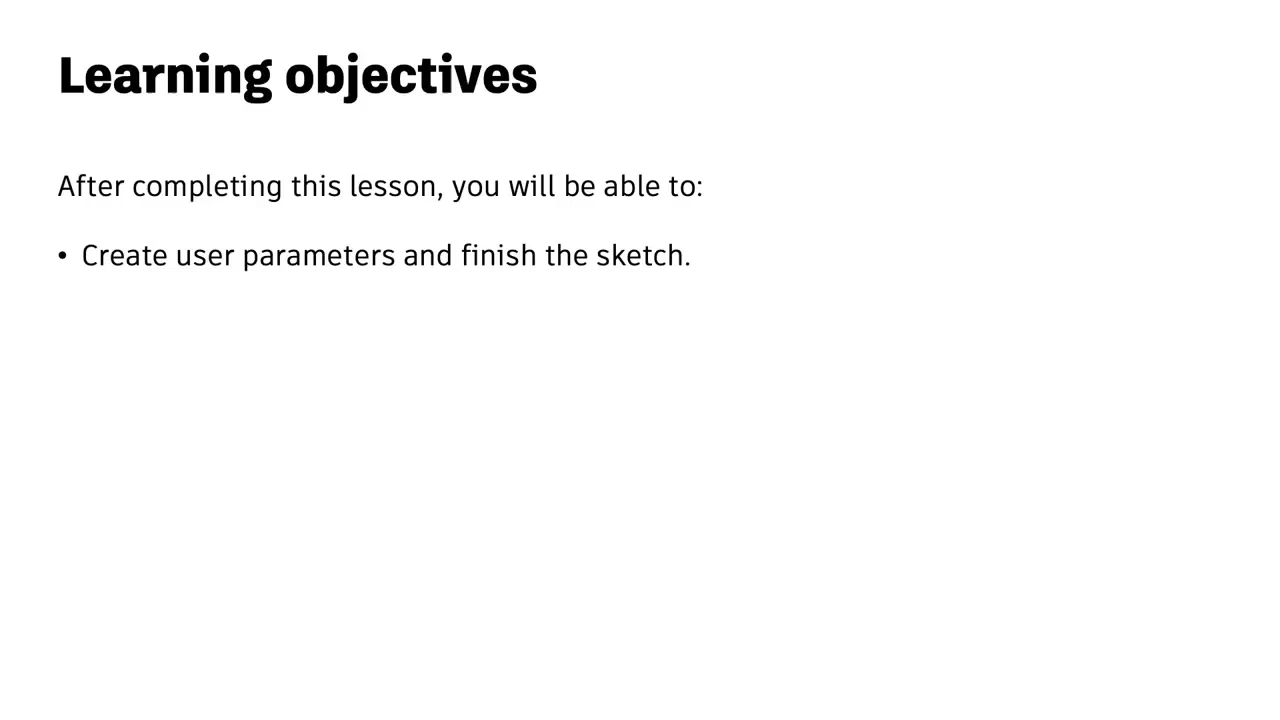 Learning objectives
After completing this lesson, you will be able to:
• Create user parameters and finish the sketch.